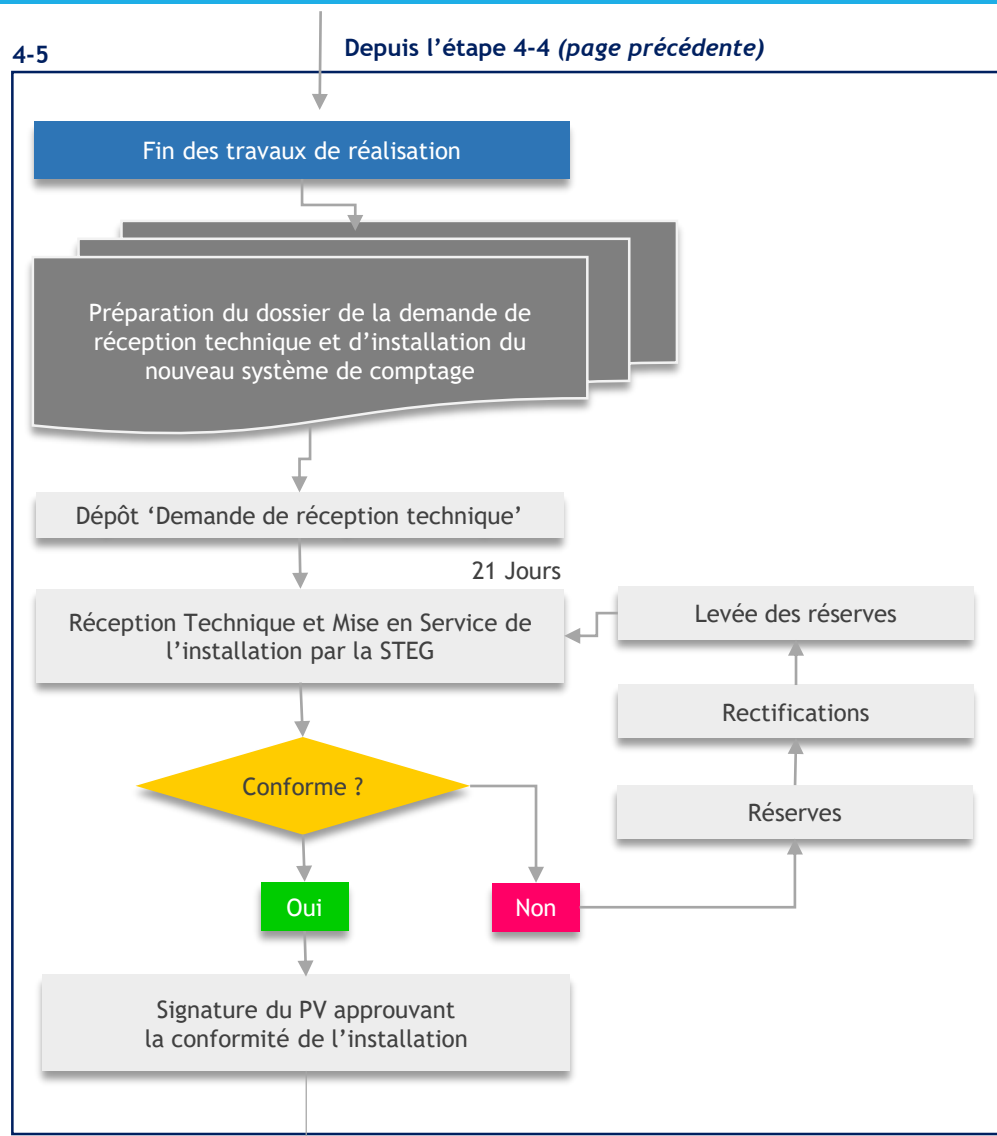 4-5
Depuis l’étape 4-4 (page précédente)
Fin des travaux de réalisation
Préparation du dossier de la demande de
réception technique et d’installation du
nouveau système de comptage
Dépôt ‘Demande de réception technique’
21 Jours
Réception Technique et Mise en Service de
l’installation par la STEG
Levée des réserves
Rectifications
Réserves
Conforme ?
Oui
Non
Signature du PV approuvant
la conformité de l’installation